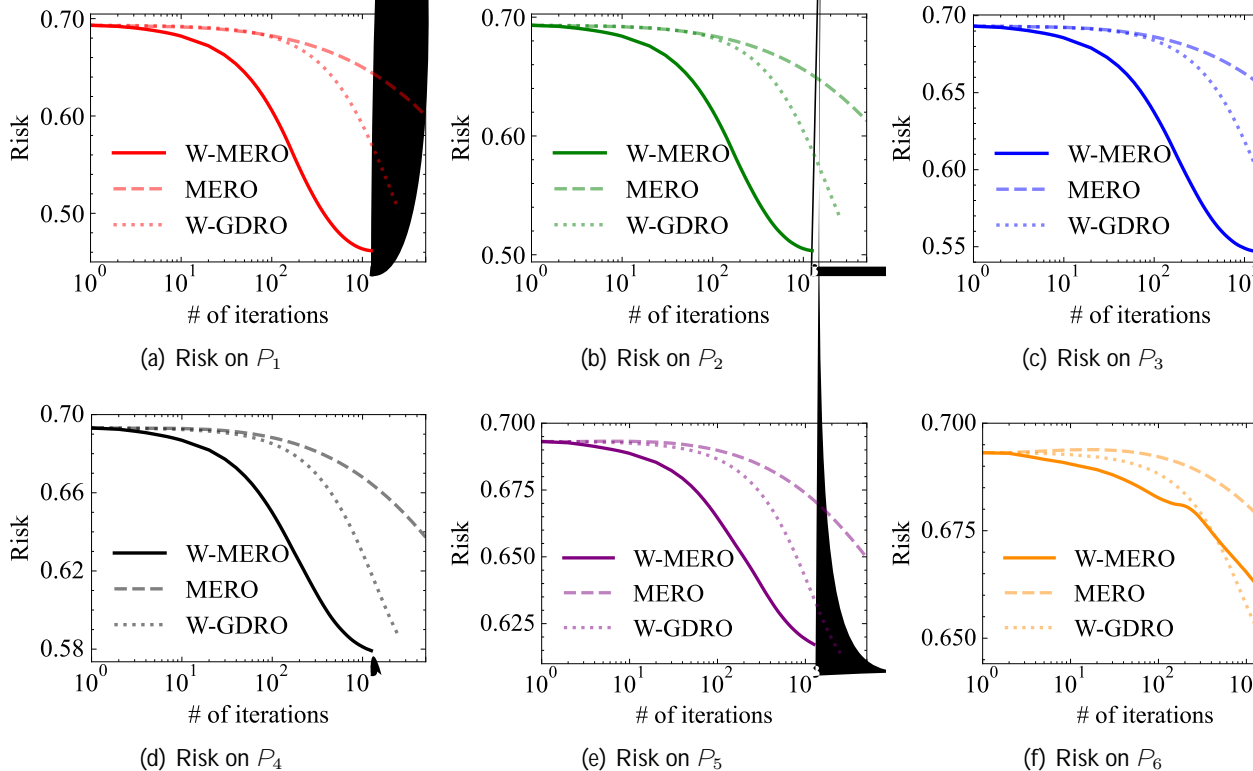 0.70
0.60
0.50
Risk
W-MERO
MERO
W-GDRO
10^0 10^1 10^2 10^3
# of iterations
(a) Risk on P_1
0.70
0.60
0.50
Risk
W-MERO
MERO
W-GDRO
10^0 10^1 10^2
# of iterations
(b) Risk on P_2
0.70
0.65
0.60
0.55
Risk
W-MERO
MERO
W-GDRO
10^0 10^1 10^2
# of iterations
(c) Risk on P_3
0.70
0.66
0.62
0.58
Risk
W-MERO
MERO
W-GDRO
10^0 10^1 10^2
# of iterations
(d) Risk on P_4
0.700
0.675
0.650
0.625
Risk
W-MERO
MERO
W-GDRO
10^0 10^1 10^2
# of iterations
(e) Risk on P_5
0.700
0.675
0.650
Risk
W-MERO
MERO
W-GDRO
10^0 10^1 10^2
# of iterations
(f) Risk on P_6